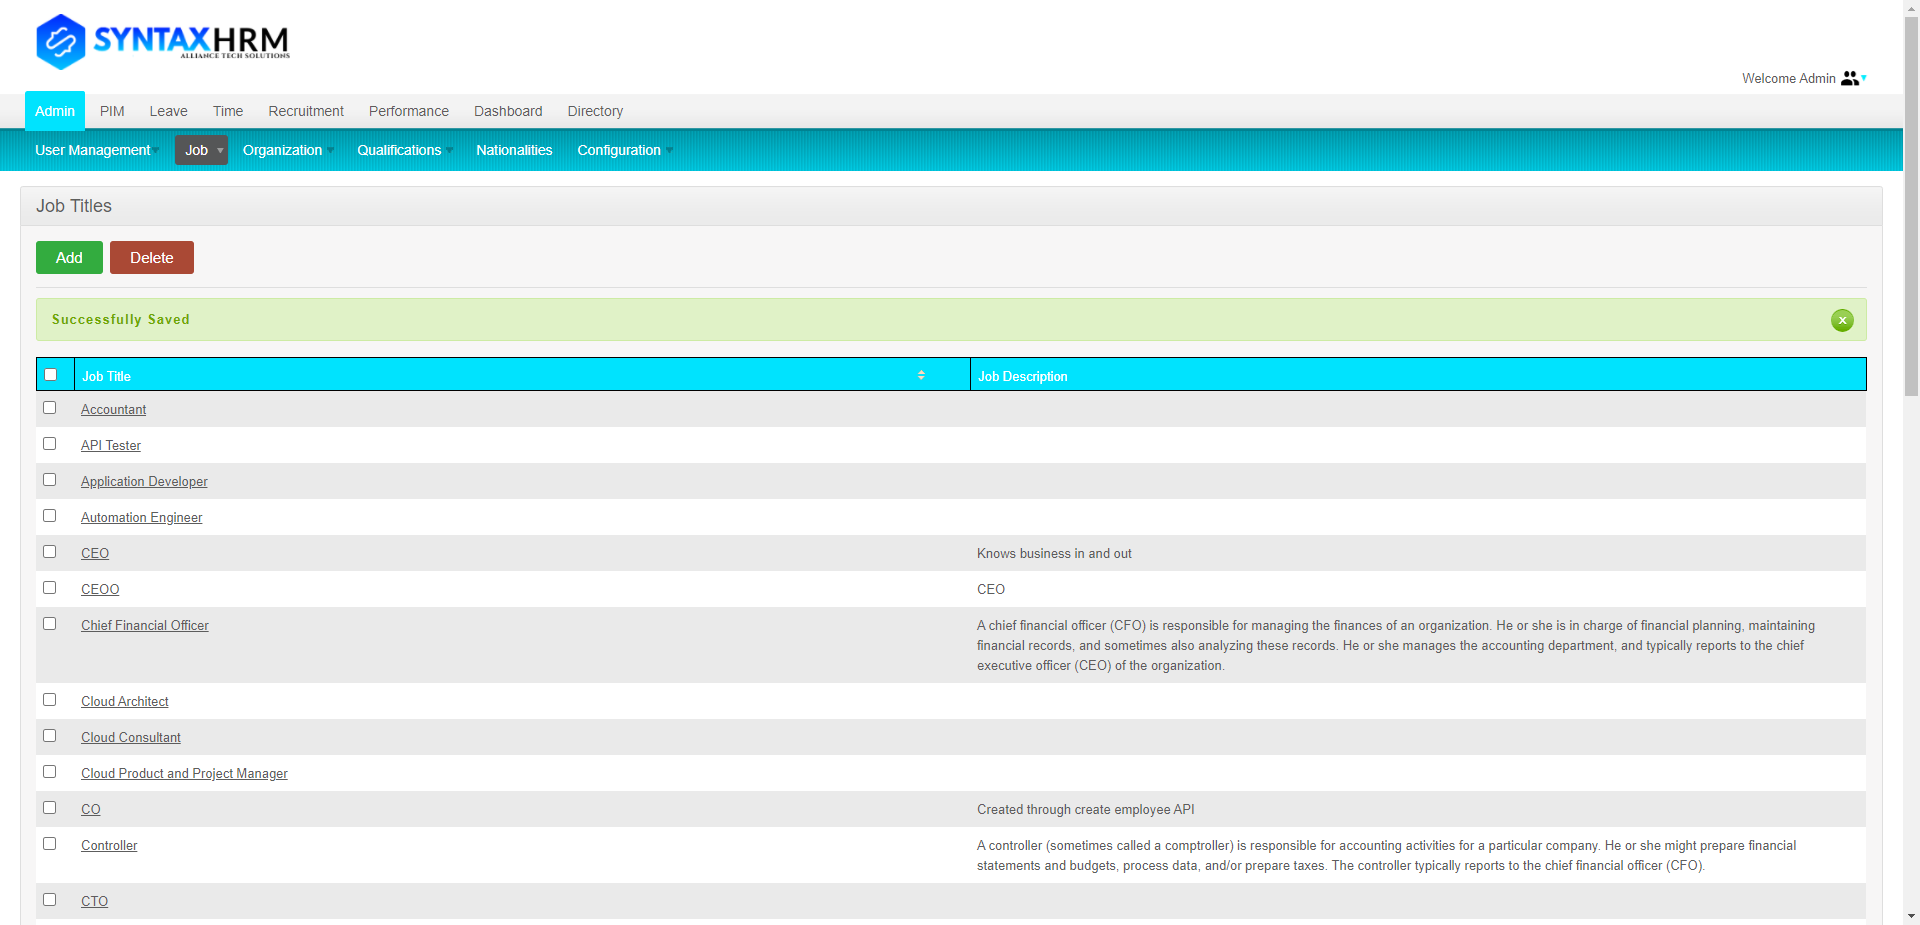 SYNTAXHRM
ALLIANCE TECH SOLUTIONS
Welcome Admin
Admin PIM Leave Time Recruitment Performance Dashboard Directory
User Management Job Organization Qualifications Nationalities Configuration
Job Titles
Add Delete
Successfully Saved x
Job Title Job Description
Accountant
API Tester
Application Developer
Automation Engineer
CEO Knows business in and out
CEOO CEO
Chief Financial Officer A chief financial officer (CFO) is responsible for managing the finances of an organization. He or she is in charge of financial planning, maintaining
financial records, and sometimes also analyzing these records. He or she manages the accounting department, and typically reports to the chief
executive officer (CEO) of the organization.
Cloud Architect
Cloud Consultant
Cloud Product and Project Manager
CO Created through create employee API
Controller A controller (sometimes called a comptroller) is responsible for accounting activities for a particular company. He or she might prepare financial
statements and budgets, process data, and/or prepare taxes. The controller typically reports to the chief financial officer (CFO).
CTO